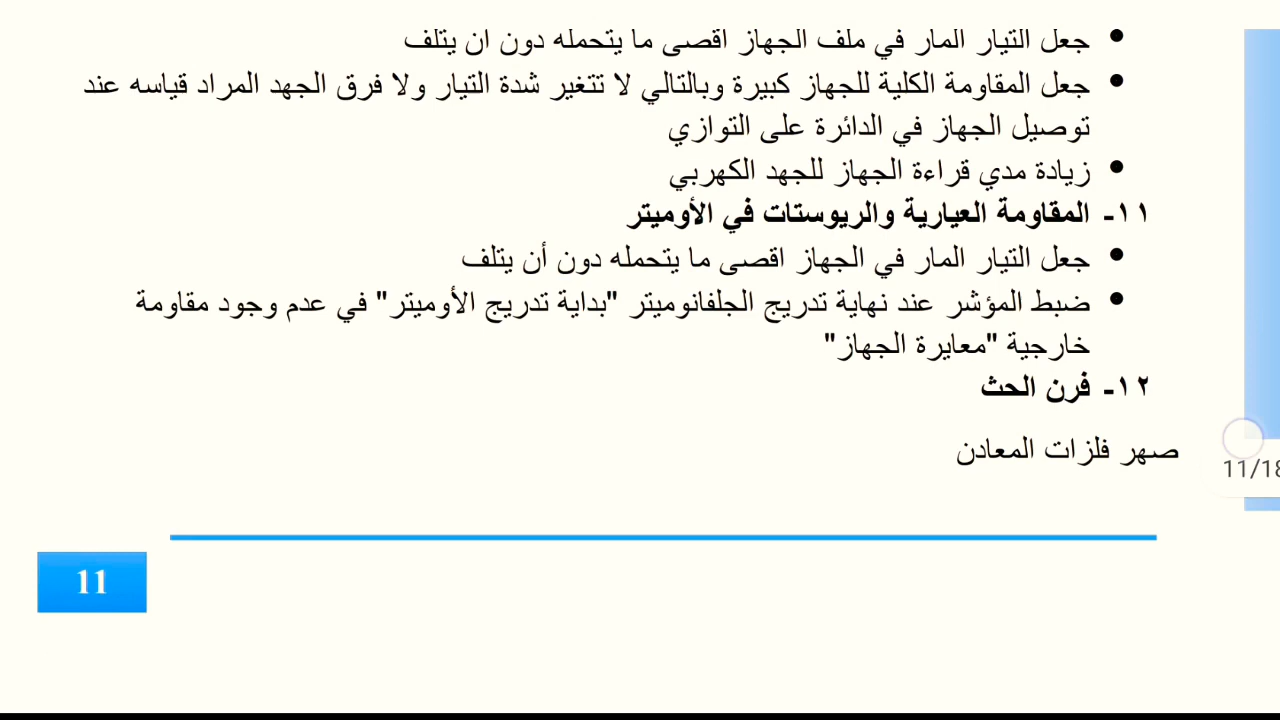 • جعل التيار المار في ملف الجهاز اقصى ما يتحمله دون ان يتلف
• جعل المقاومة الكلية للجهاز كبيرة وبالتالي لا تتغير شدة التيار ولا فرق الجهد المراد قياسه عند
توصيل الجهاز في الدائرة على التوازي
• زيادة مدي قراءة الجهاز للجهد الكهربي
١١- المقاومة العيارية والريوستات في الأوميتر
• جعل التيار المار في الجهاز اقصى ما يتحمله دون أن يتلف
• ضبط المؤشر عند نهاية تدريج الجلفانوميتر "بداية تدريج الأوميتر" في عدم وجود مقاومة
خارجية "معايرة الجهاز"
١٢- فرن الحث
صهر فلزات المعادن
11/18
11